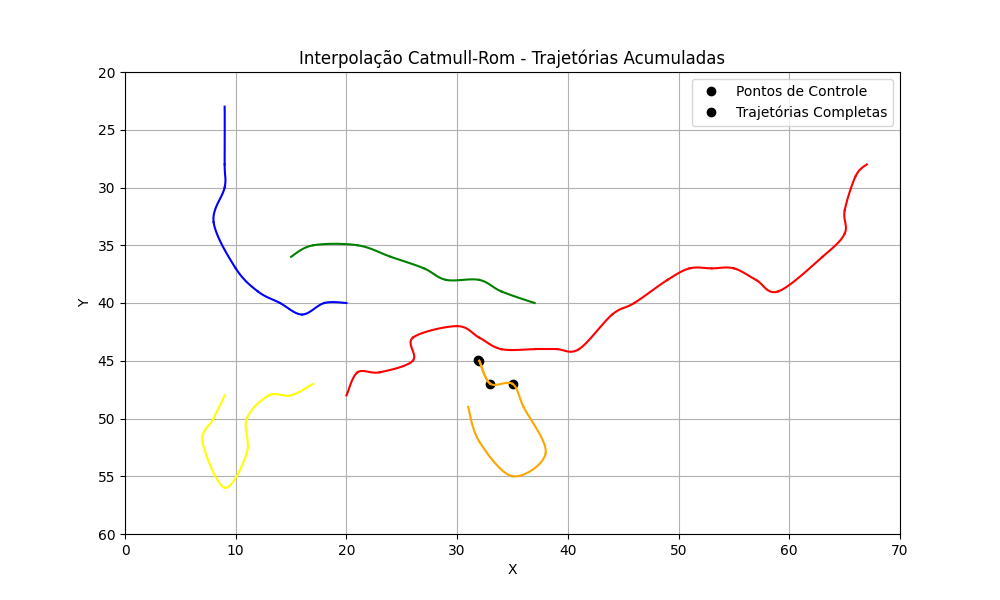 Interpolação Catmull-Rom - Trajetórias Acumuladas
Pontos de Controle
Trajetórias Completas
20
25
30
35
40
45
50
55
60
Y
0 10 20 30 40 50 60 70
X